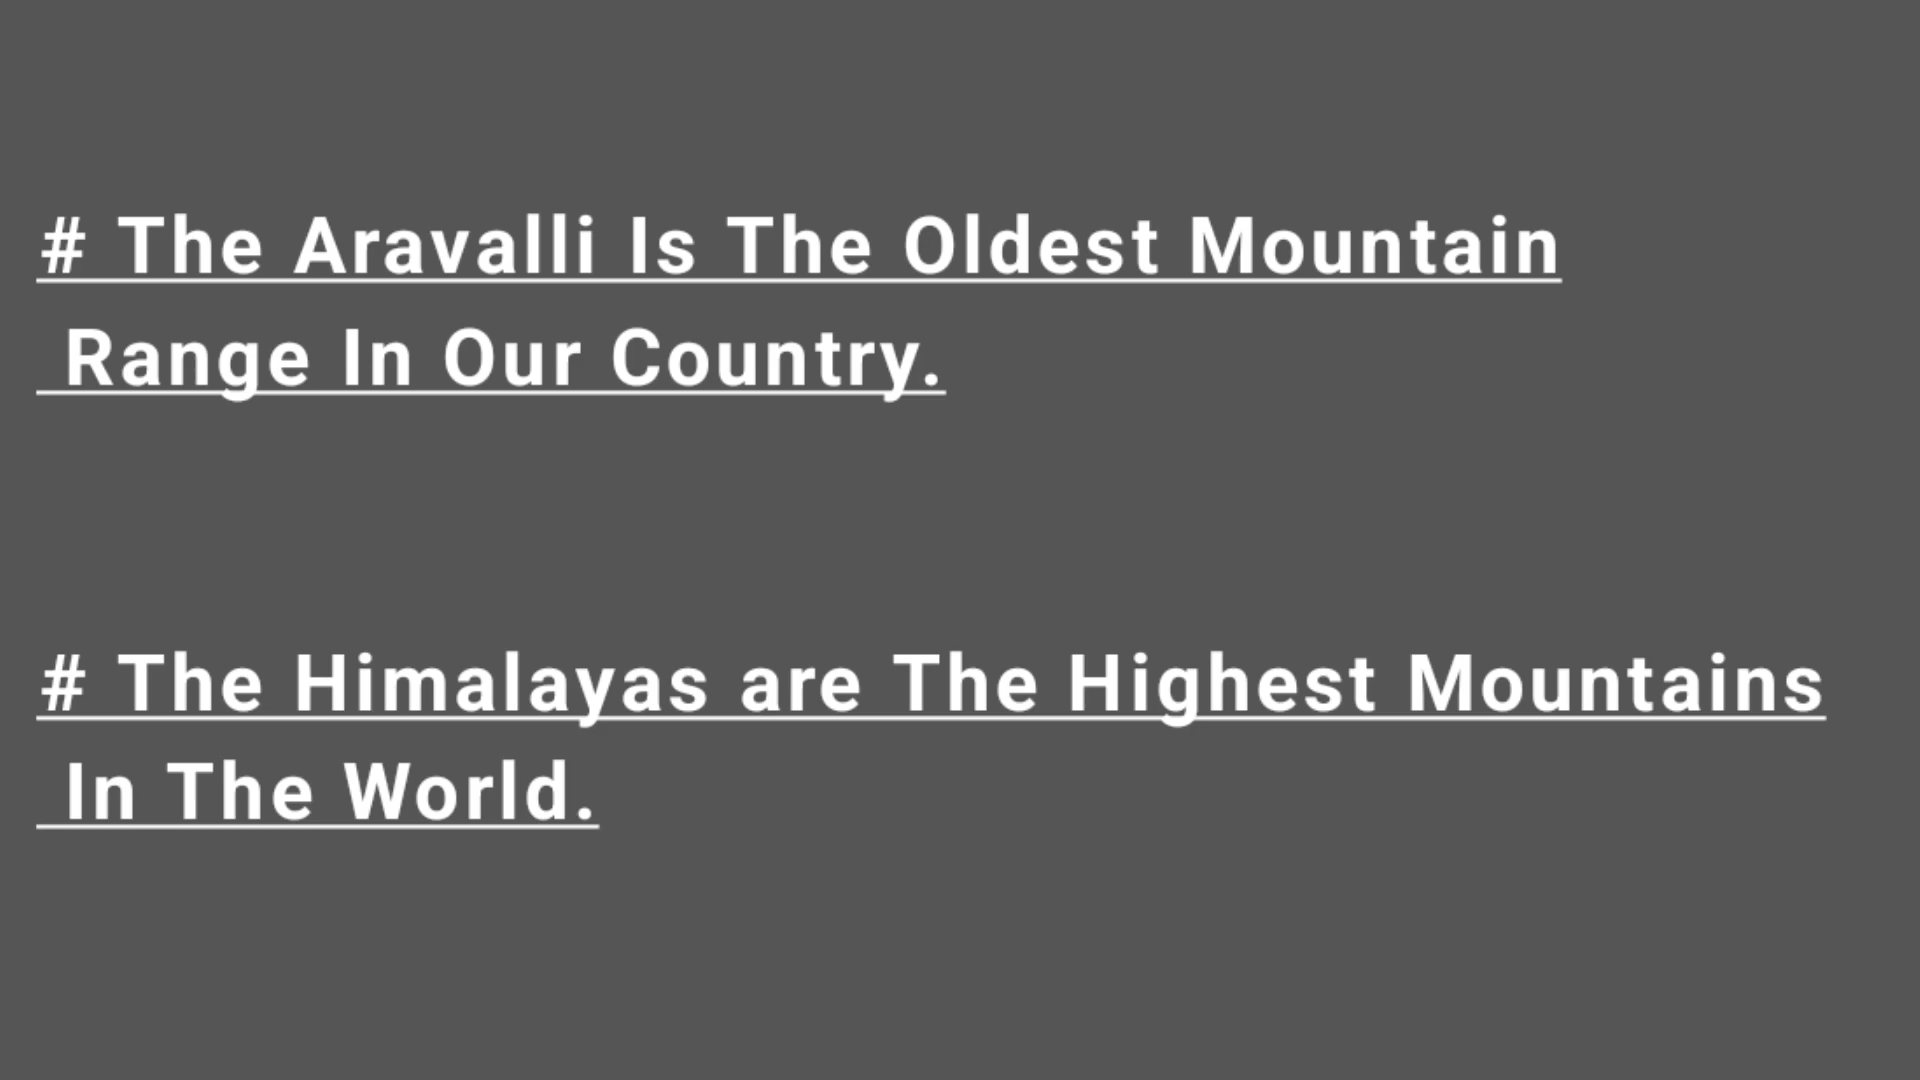 # The Aravalli Is The Oldest Mountain
Range In Our Country.
# The Himalayas are The Highest Mountains
In The World.